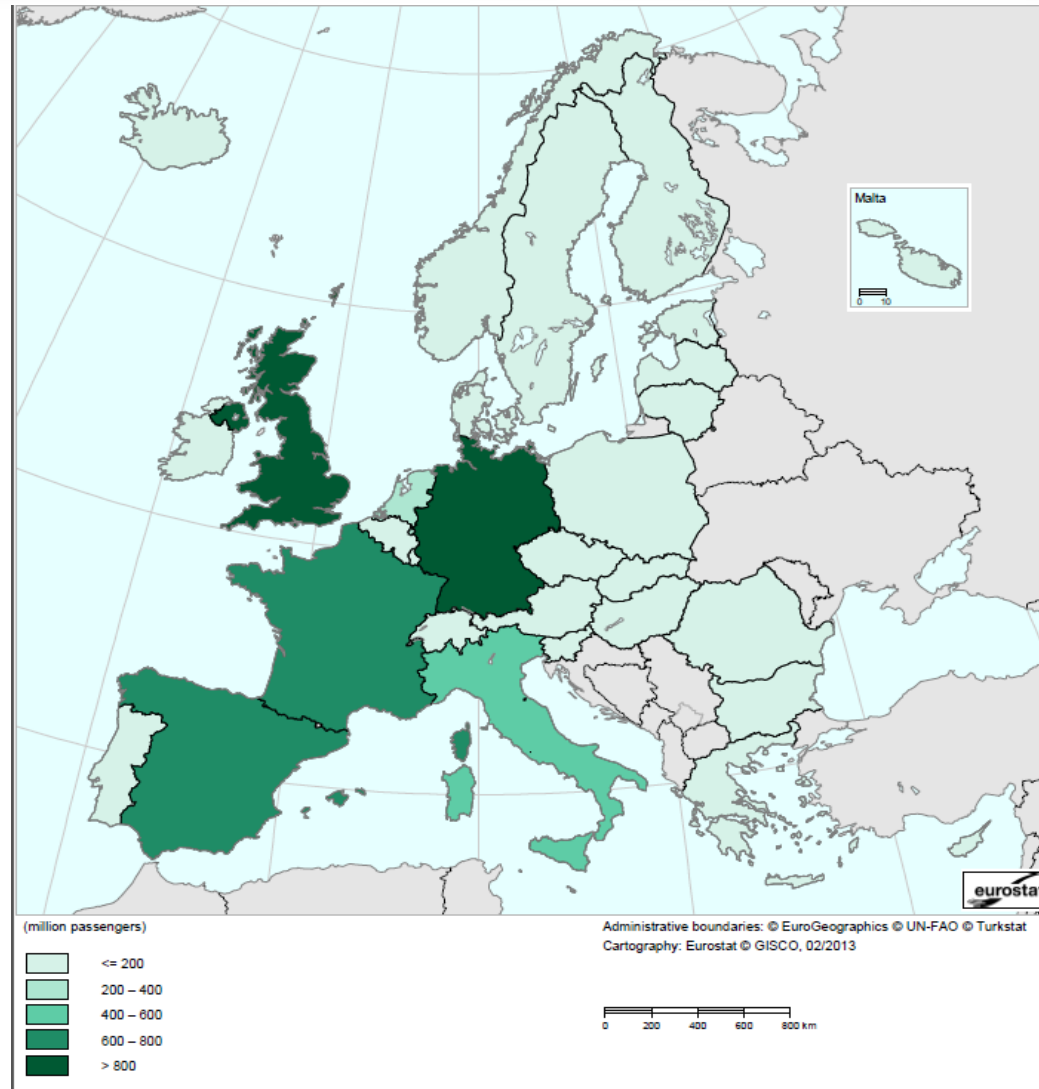 Malta
0 10
eurostat
(million passengers)
Administrative boundaries: © EuroGeographics © UN-FAO © Turkstat
Cartography: Eurostat © GISCO, 02/2013
<= 200
200 – 400
400 – 600
600 – 800
> 800
0 200 400 600 800 km